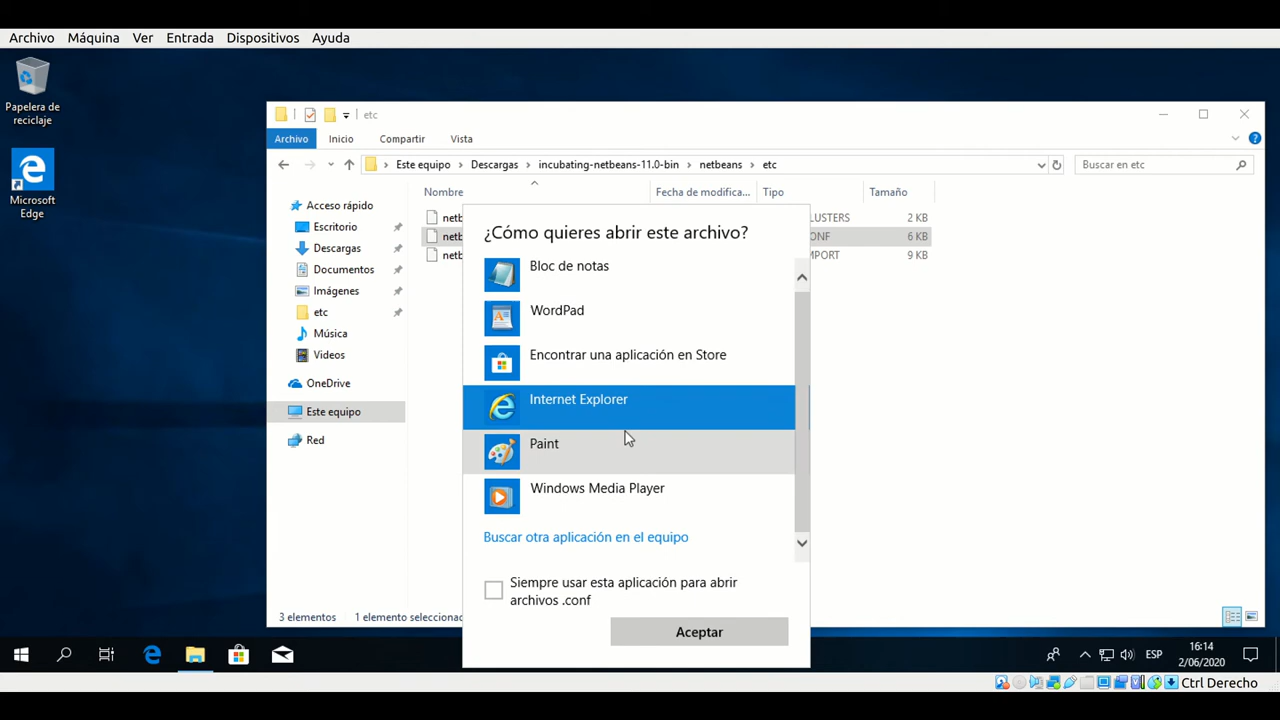 Archivo Máquina Ver Entrada Dispositivos Ayuda
Papelera de
reciclaje
Microsoft
Edge
etc
Archivo Inicio Compartir Vista
Este equipo Descargas incubating-netbeans-11.0-bin netbeans etc
Buscar en etc
Nombre Fecha de modifica... Tipo Tamaño
Acceso rápido
Escritorio
Descargas
Documentos
Imágenes
etc
Música
Videos
OneDrive
Este equipo
Red
netb LUSTERS 2 KB
netb ONF 6 KB
netb MPORT 9 KB
¿Cómo quieres abrir este archivo?
Bloc de notas
WordPad
Encontrar una aplicación en Store
Internet Explorer
Paint
Windows Media Player
Buscar otra aplicación en el equipo
Siempre usar esta aplicación para abrir
archivos .conf
Aceptar
3 elementos 1 elemento seleccionac
ESP
16:14
2/06/2020
Ctrl Derecho